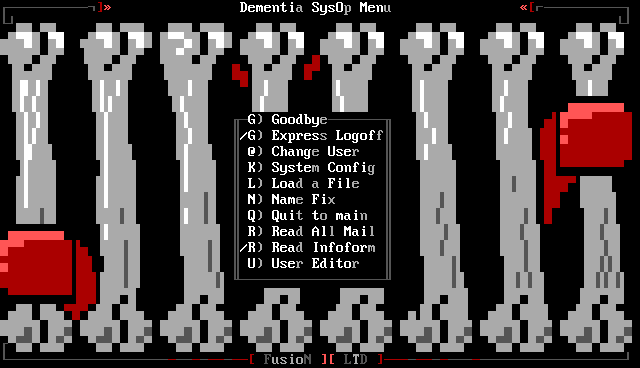 Dementia SysOp Menu
G) Goodbye
/G) Express Logoff
@) Change User
K) System Config
L) Load a File
N) Name Fix
Q) Quit to main
R) Read All Mail
/R) Read Infoform
U) User Editor
[ FusioN ][ LTD ]